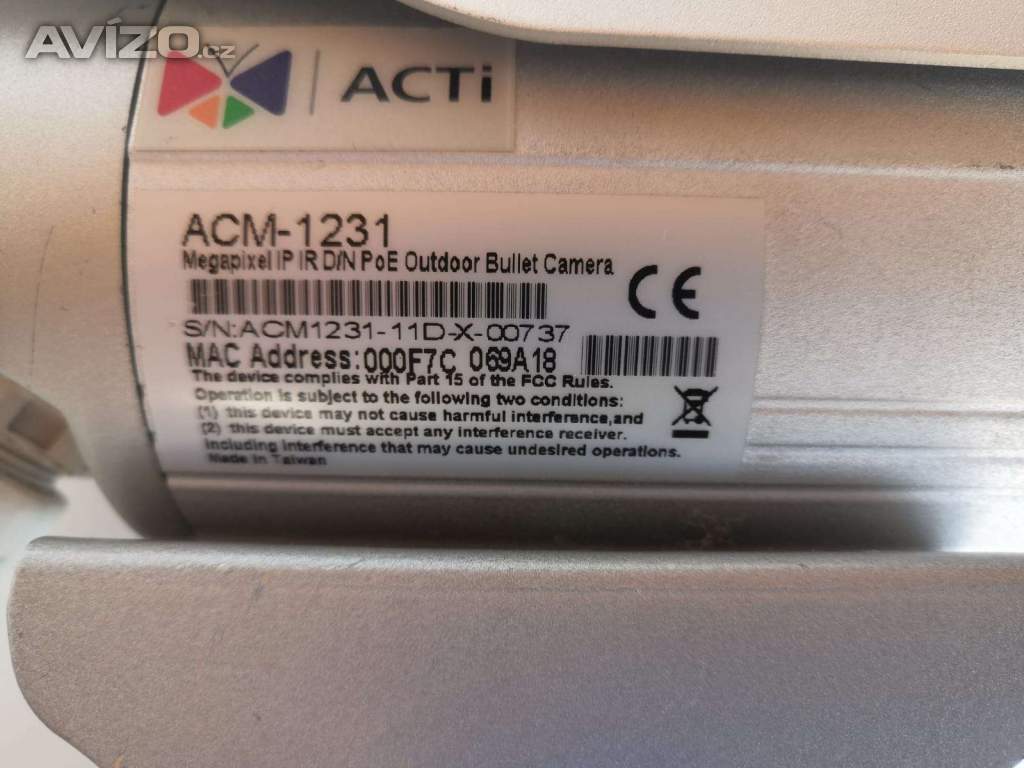 AVÍZO.cz
ACTi
ACM-1231
Megapixel IP IR D/N PoE Outdoor Bullet Camera
CE
S/N:ACM1231-11D-X-00737
MAC Address:000F7C 069A18
The device complies with Part 15 of the FCC Rules.
Operation is subject to the following two conditions:
(1) this device may not cause harmful interference,and
(2) this device must accept any interference receiver.
including interference that may cause undesired operations.
Made In Taiwan